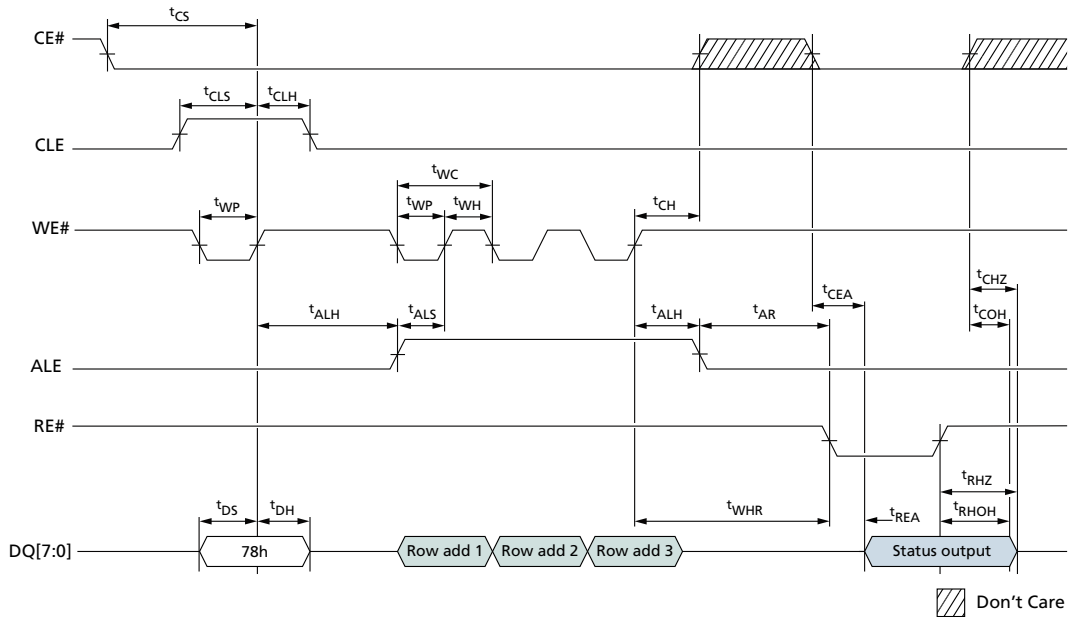 tCS
CE#
tCLS
tCLH
CLE
tWC
tWP
tWP
tWH
tCH
WE#
tCEA
tCHZ
tALH
tALS
tALH
tAR
tCOH
ALE
RE#
tRHZ
tDS
tDH
tWHR
tREA
tRHOH
DQ[7:0]
78h
Row add 1
Row add 2
Row add 3
Status output
Don't Care